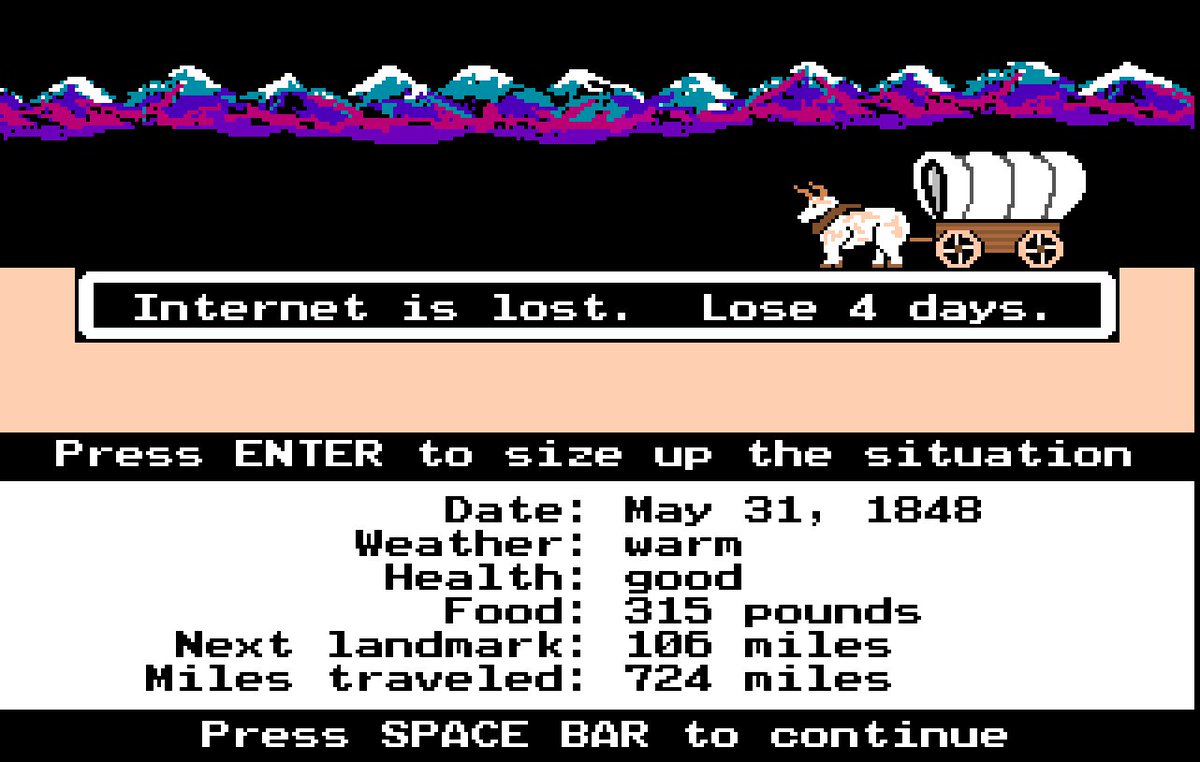 Internet is lost.  Lose 4 days.
Press ENTER to size up the situation
Date: May 31, 1848
Weather: warm
Health: good
Food: 315 pounds
Next landmark: 106 miles
Miles traveled: 724 miles
Press SPACE BAR to continue